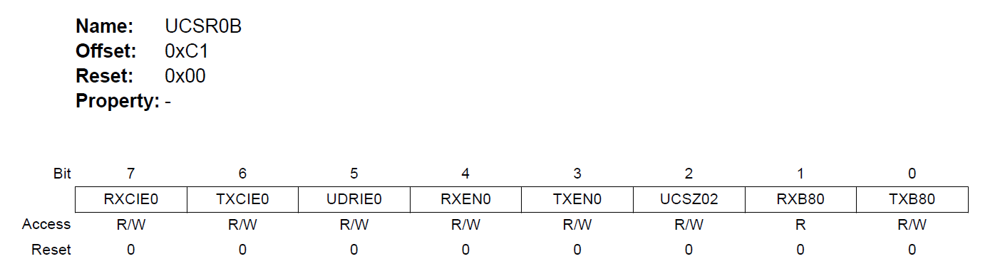 Name: UCSR0B
Offset: 0xC1
Reset: 0x00
Property: -
Bit 7 6 5 4 3 2 1 0
RXCIE0 TXCIE0 UDRIE0 RXEN0 TXEN0 UCSZ02 RXB80 TXB80
Access R/W R/W R/W R/W R/W R/W R R/W
Reset 0 0 0 0 0 0 0 0